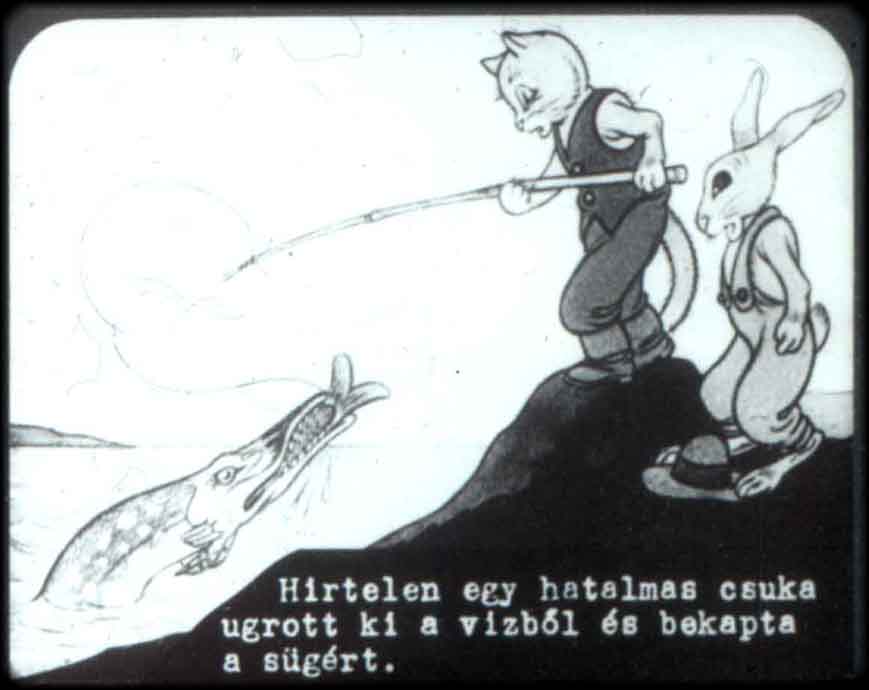 Hirtelen egy hatalmas csuka
ugrott ki a vizből és bekapta
a sügért.